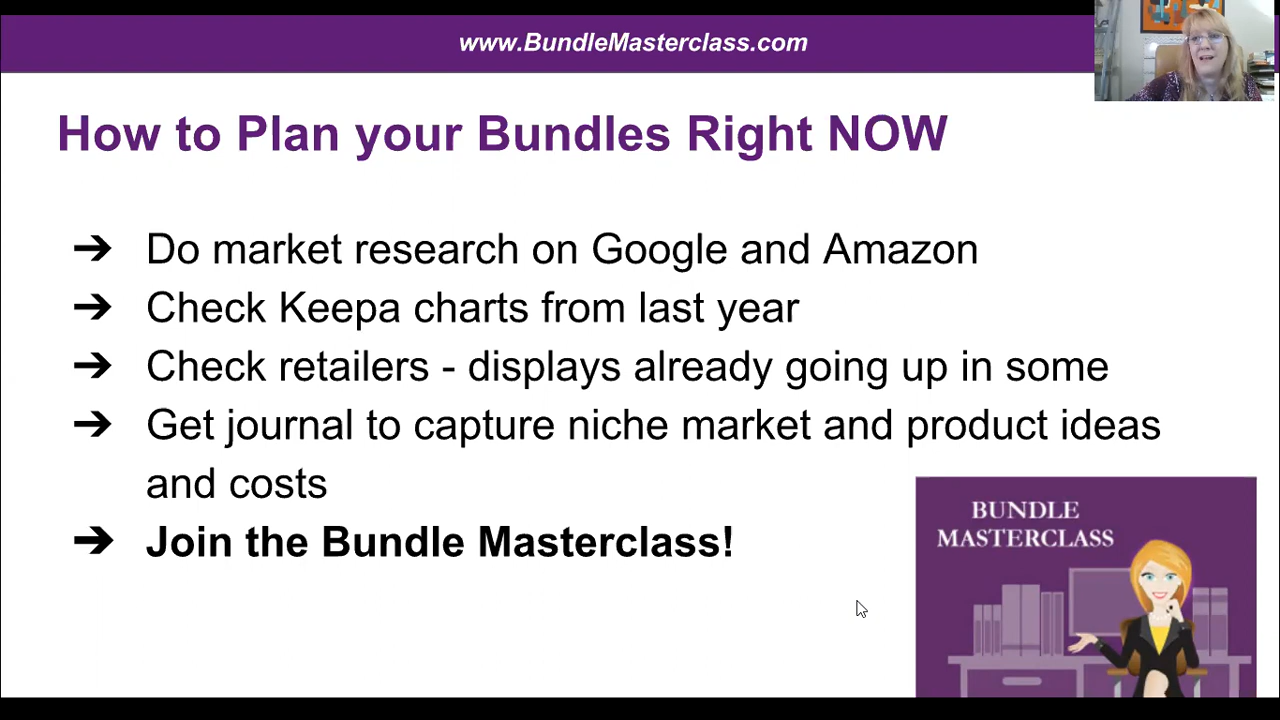 www.BundleMasterclass.com
How to Plan your Bundles Right NOW
➔ Do market research on Google and Amazon
➔ Check Keepa charts from last year
➔ Check retailers - displays already going up in some
➔ Get journal to capture niche market and product ideas
and costs
➔ Join the Bundle Masterclass!
BUNDLE
MASTERCLASS